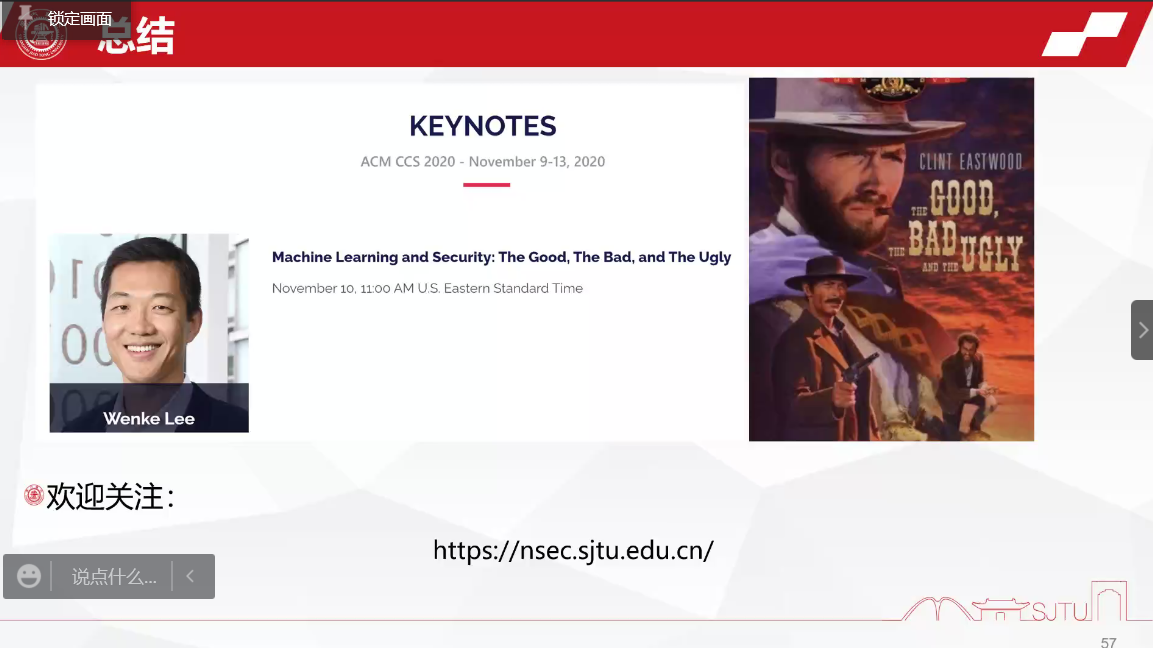 锁定画面
总结
KEYNOTES
ACM CCS 2020 - November 9-13, 2020
Machine Learning and Security: The Good, The Bad, and The Ugly
November 10, 11:00 AM U.S. Eastern Standard Time
Wenke Lee
CLINT EASTWOOD
THE GOOD,
THE BAD
AND THE UGLY
欢迎关注：
https://nsec.sjtu.edu.cn/
说点什么...
SJTU
57